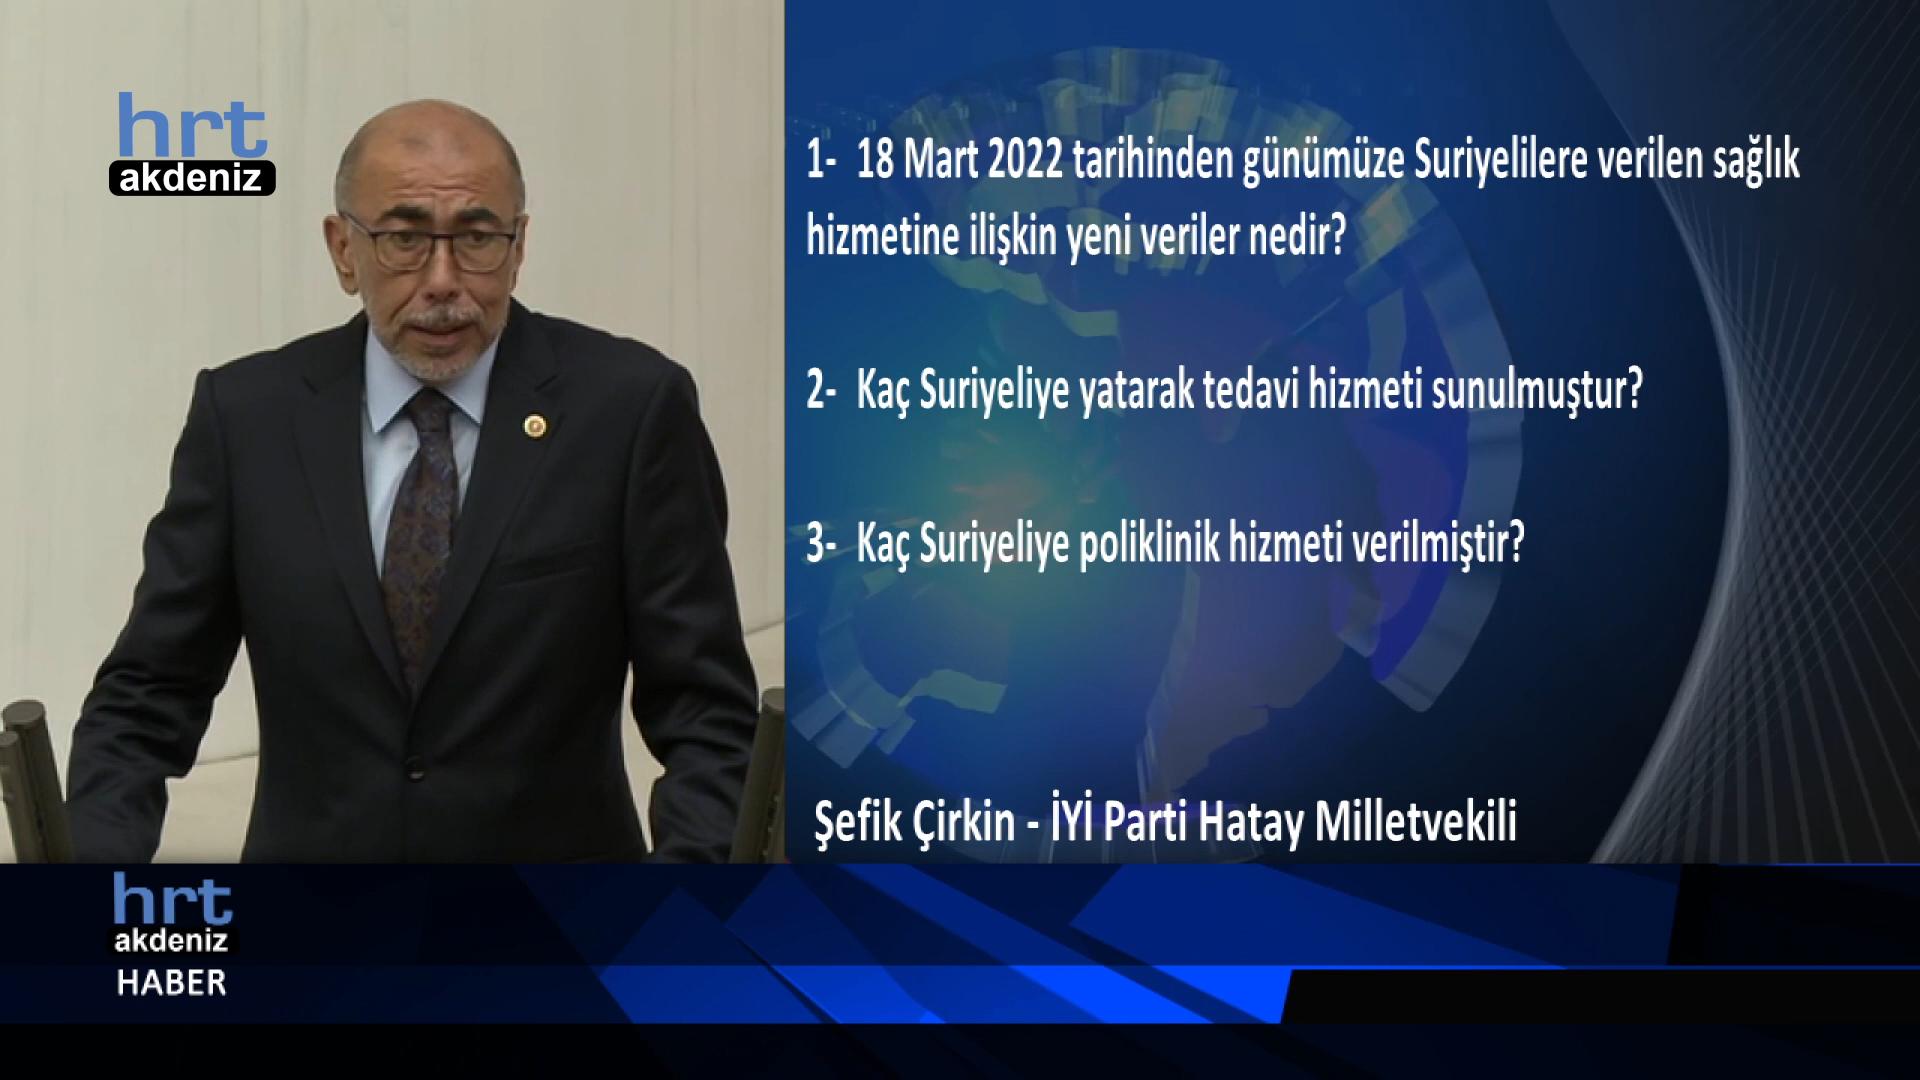 hrt
akdeniz
1- 18 Mart 2022 tarihinden günümüze Suriyelilere verilen sağlık
hizmetine ilişkin yeni veriler nedir?
2- Kaç Suriyeliye yatarak tedavi hizmeti sunulmuştur?
3- Kaç Suriyeliye poliklinik hizmeti verilmiştir?
Şefik Çirkin - İYİ Parti Hatay Milletvekili
hrt
akdeniz
HABER